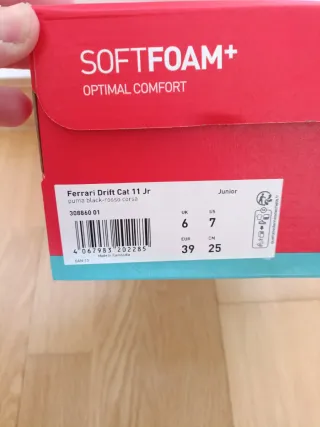 SOFTFOAM+
OPTIMAL COMFORT
Ferrari Drift Cat 11 Jr
Junior
puma black-rosso corsa
308860 01
UK US
6 7
EUR CM
39 25
4 067983 202285